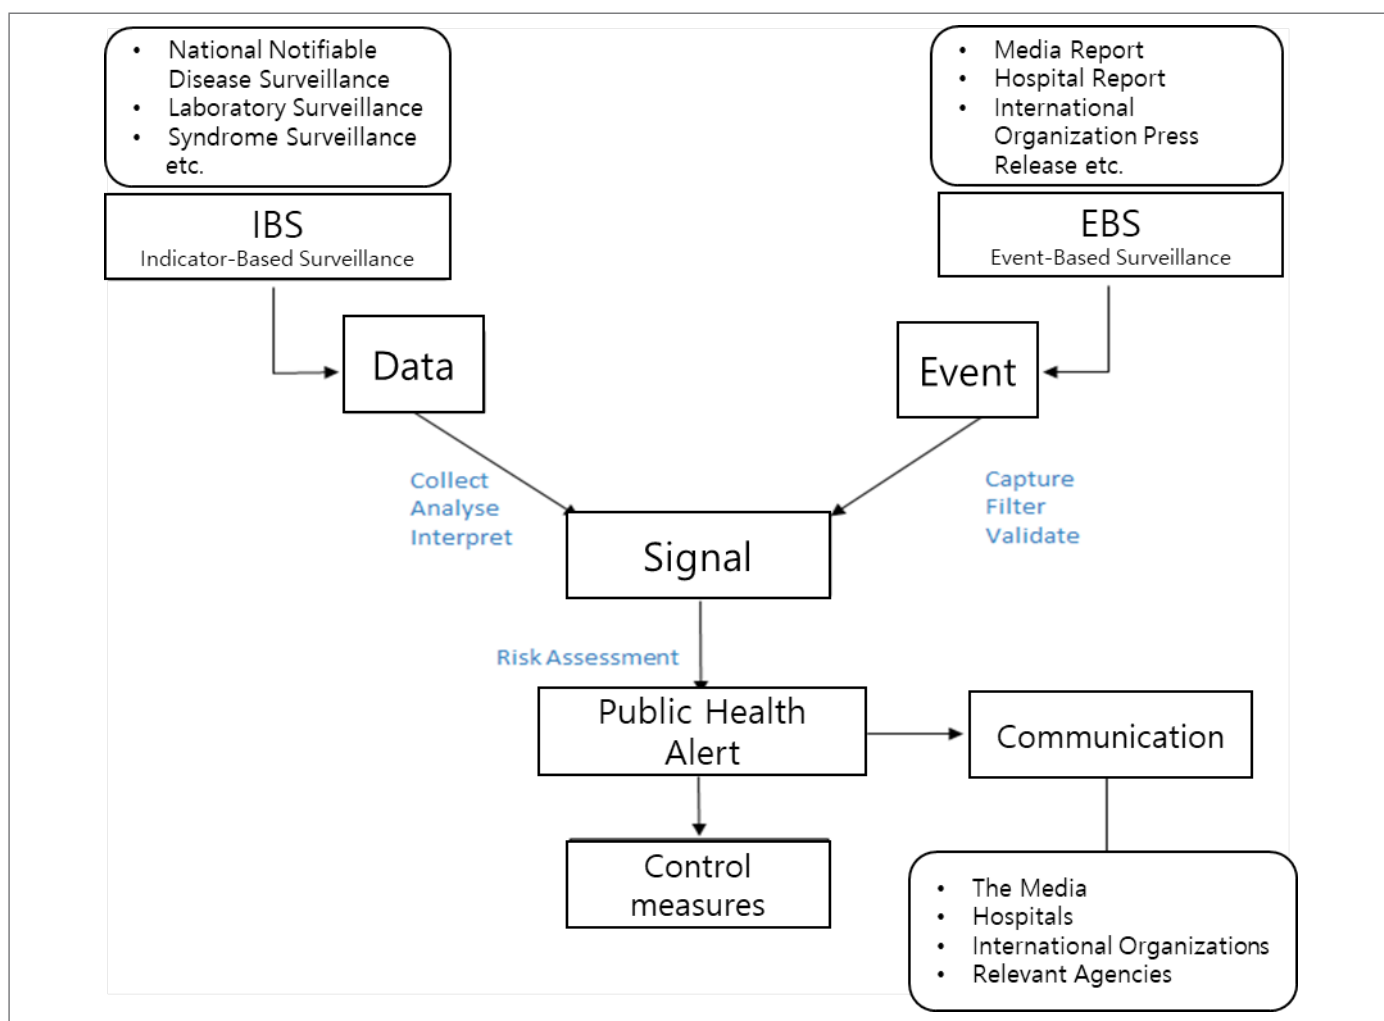 • National Notifiable
Disease Surveillance
• Laboratory Surveillance
• Syndrome Surveillance
etc.
IBS
Indicator-Based Surveillance
• Media Report
• Hospital Report
• International
Organization Press
Release etc.
EBS
Event-Based Surveillance
Data
Event
Collect
Analyse
Interpret
Capture
Filter
Validate
Signal
Risk Assessment
Public Health
Alert
Communication
Control
measures
• The Media
• Hospitals
• International Organizations
• Relevant Agencies